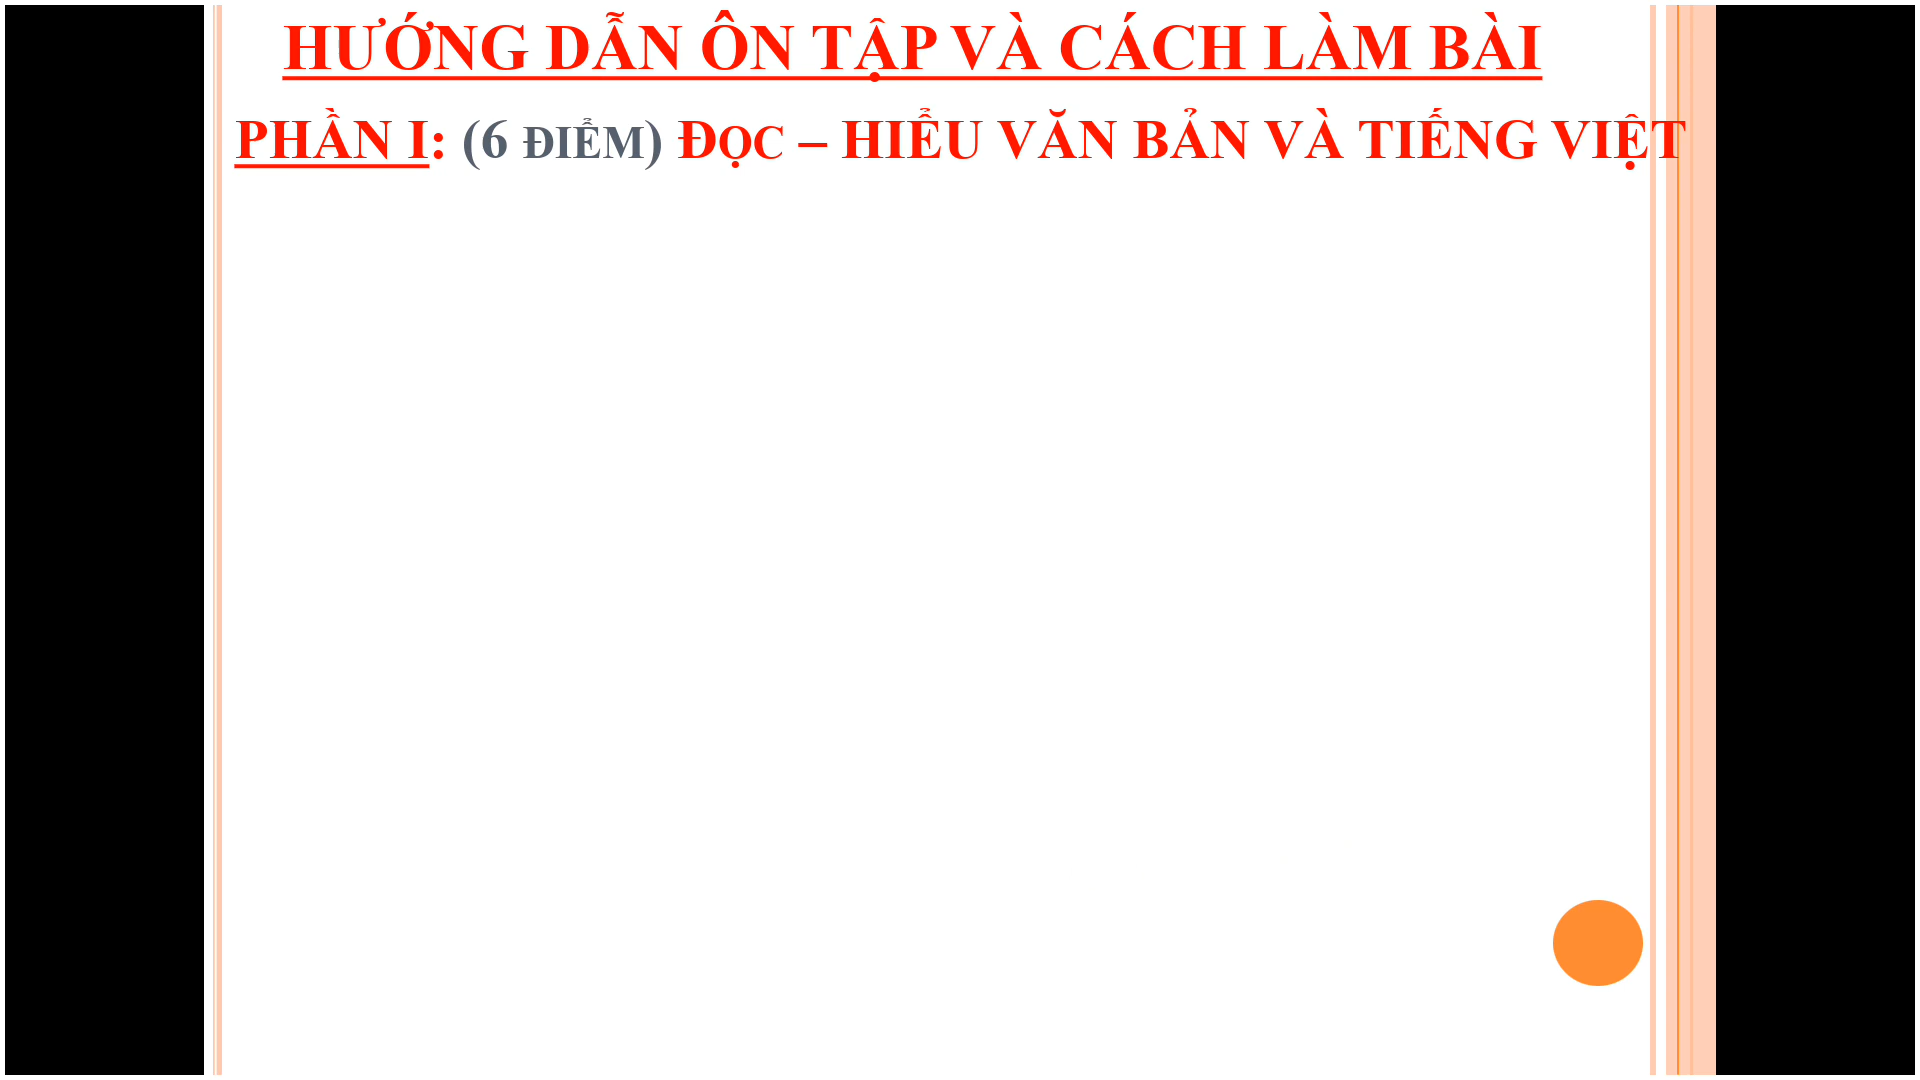 HƯỚNG DẪN ÔN TẬP VÀ CÁCH LÀM BÀI
PHẦN I: (6 ĐIỂM) ĐỌC – HIỂU VĂN BẢN VÀ TIẾNG VIỆT